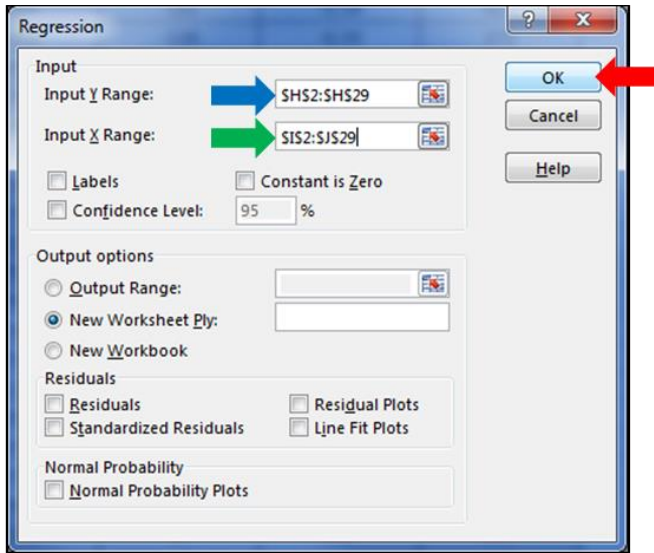 Regression
?
X
Input
Input Y Range:
$H$2:$H$29
OK
Input X Range:
$I$2:$J$29
Cancel
Labels
Constant is Zero
Help
Confidence Level:
95
%
Output options
Output Range:
New Worksheet Ply:
New Workbook
Residuals
Residuals
Residual Plots
Standardized Residuals
Line Fit Plots
Normal Probability
Normal Probability Plots